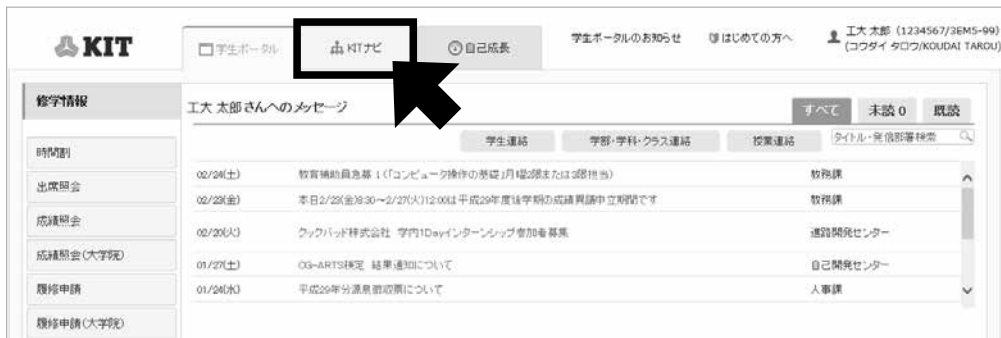 KIT
学生ポータル
KITナビ
自己成長
学生ポータルのお知らせ
はじめての方へ
工大 太郎 (1234567/3EM5-99)
(コウダイ タロウ/KOUDAI TAROU)
修学情報
時間割
出席照会
成績照会
成績照会(大学院)
履修申請
履修申請(大学院)
工大 太郎さんへのメッセージ
すべて 未読 0 既読
学生連絡 学部・学科・クラス連絡 授業連絡 タイトル・発信部署検索
02/24(土) 教育補助員急募!(「コンピュータ操作の基礎」月曜2限または3限担当) 教務課
02/23(金) 本日2/23(金)8:30~2/27(火)12:00は平成29年度後学期の成績異議申立期間です 教務課
02/20(火) クックパッド株式会社 学内1Dayインターンシップ参加者募集 進路開発センター
01/27(土) CG-ARTS検定 結果通知について 自己開発センター
01/24(水) 平成29年分源泉徴収票について 人事課